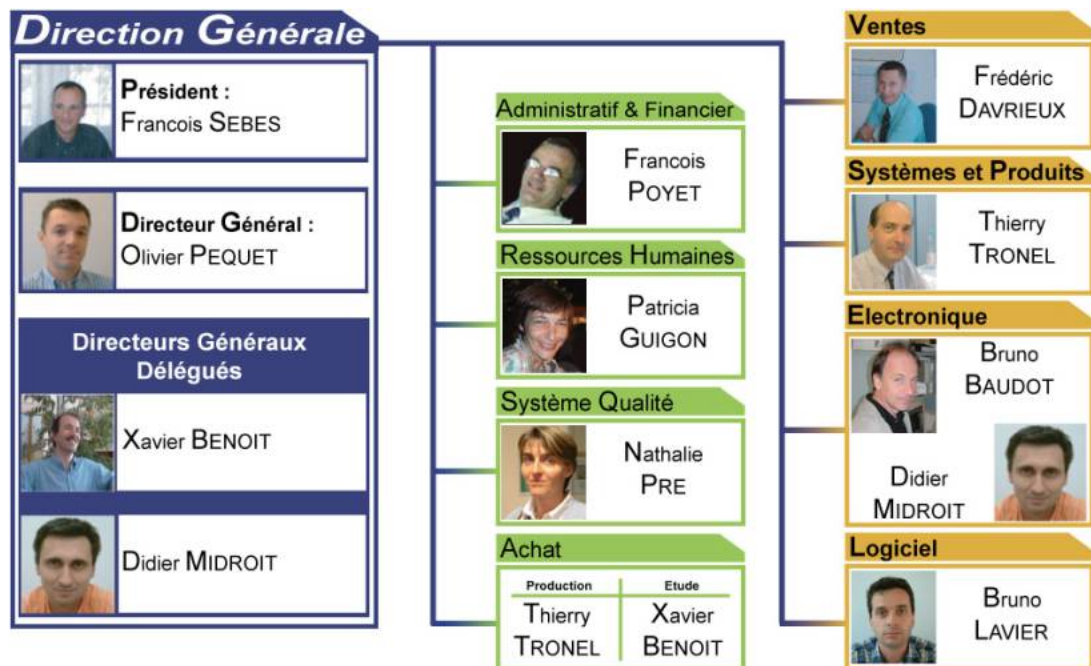 Direction Générale
Président :
Francois SEBES
Directeur Général :
Olivier PEQUET
Directeurs Généraux
Délégués
Xavier BENOIT
Didier MIDROIT
Administratif & Financier
Francois
POYET
Ressources Humaines
Patricia
GUIGON
Système Qualité
Nathalie
PRE
Achat
Production
Thierry
TRONEL
Etude
Xavier
BENOIT
Ventes
Frédéric
DAVRIEUX
Systèmes et Produits
Thierry
TRONEL
Electronique
Bruno
BAUDOT
Didier
MIDROIT
Logiciel
Bruno
LAVIER